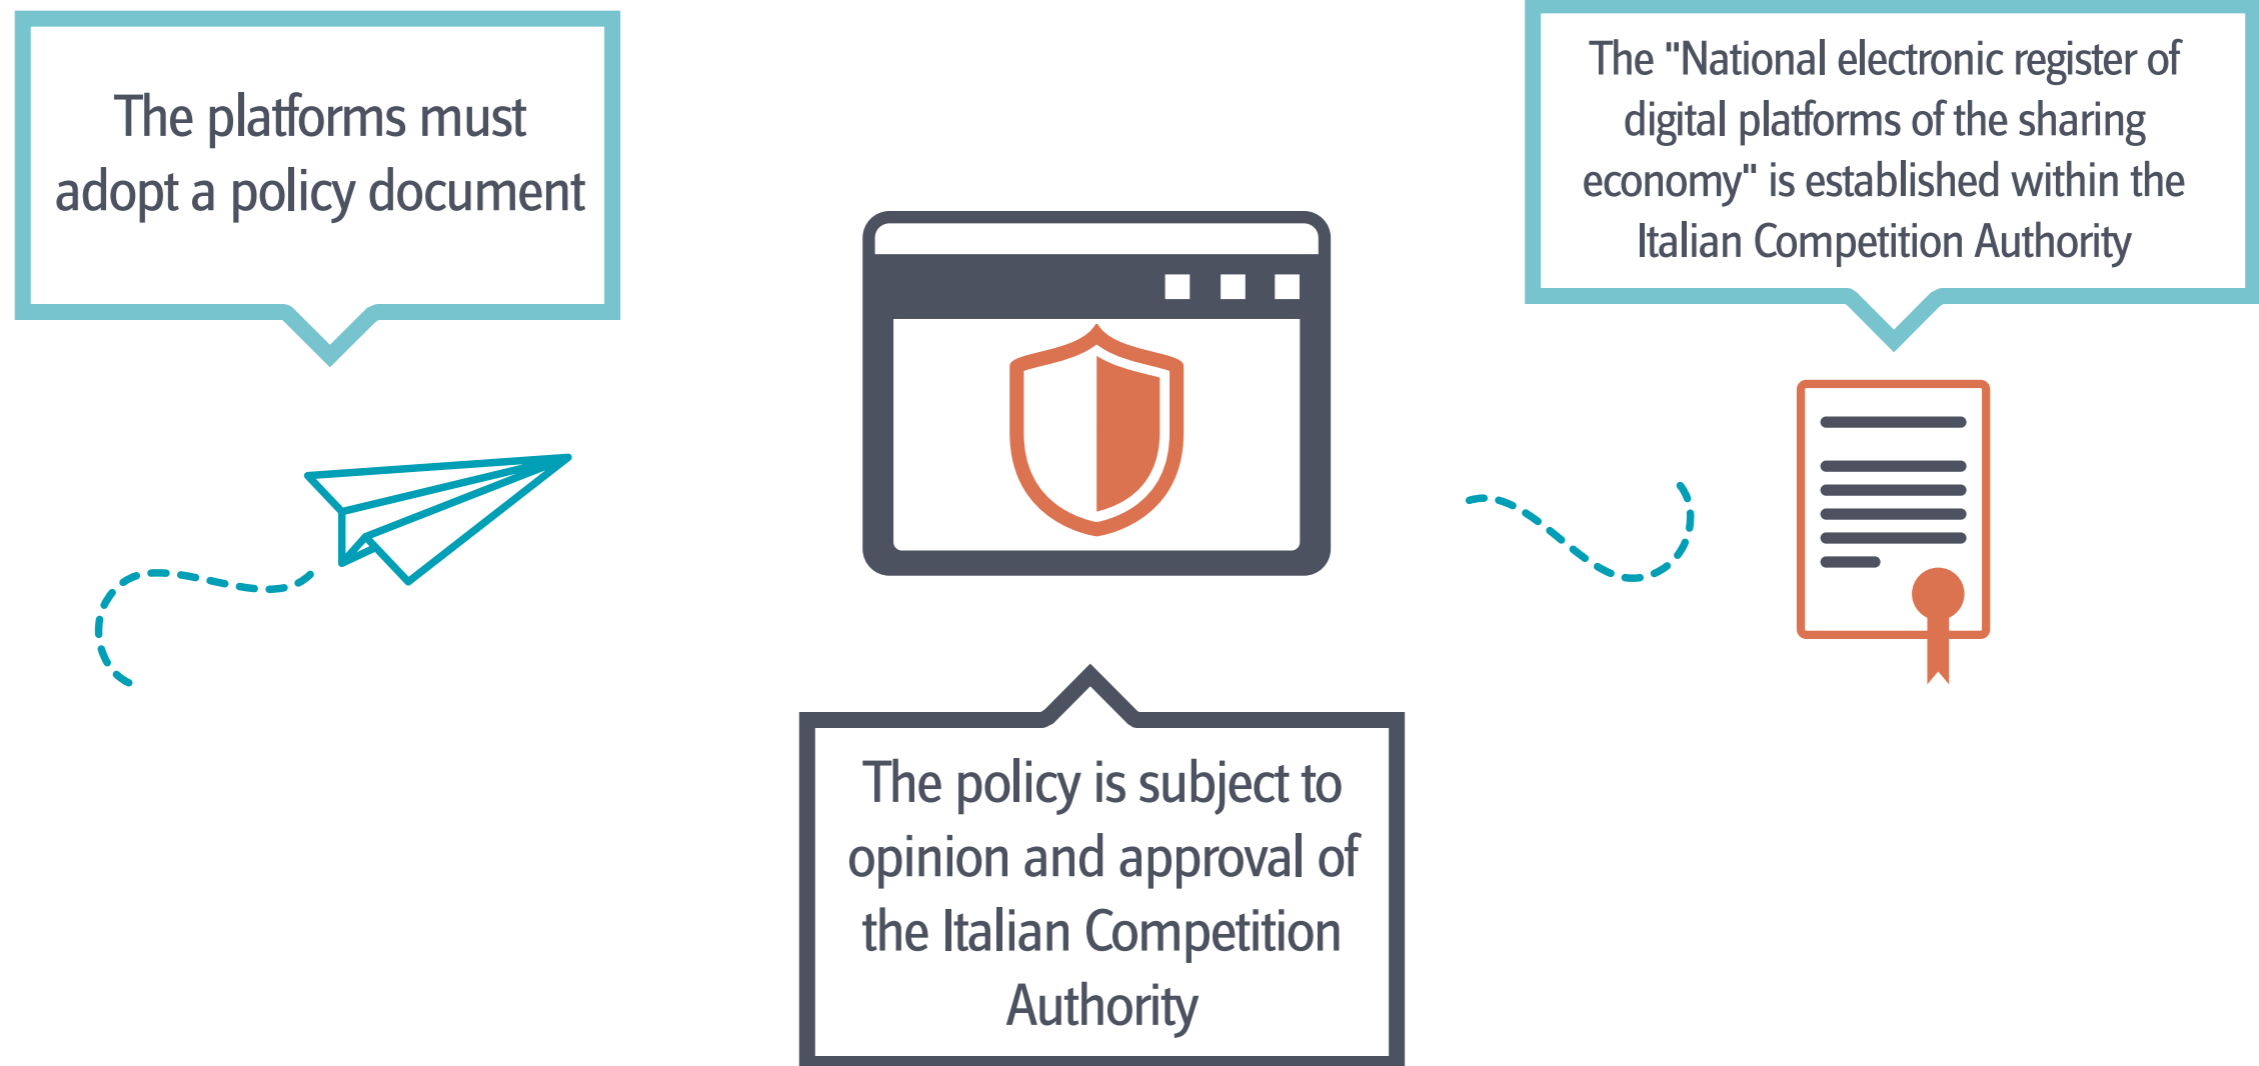 The platforms must
adopt a policy document
The policy is subject to
opinion and approval of
the Italian Competition
Authority
The "National electronic register of
digital platforms of the sharing
economy" is established within the
Italian Competition Authority